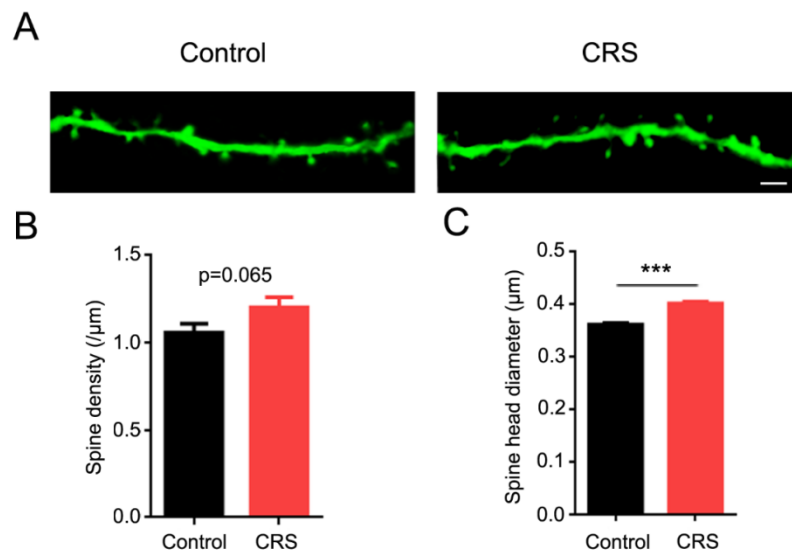 A
Control
CRS
B
Spine density (/μm)
1.5
1.0
0.5
0.0
p=0.065
Control
CRS
C
Spine head diameter (μm)
0.5
0.4
0.3
0.2
0.1
0.0
***
Control
CRS